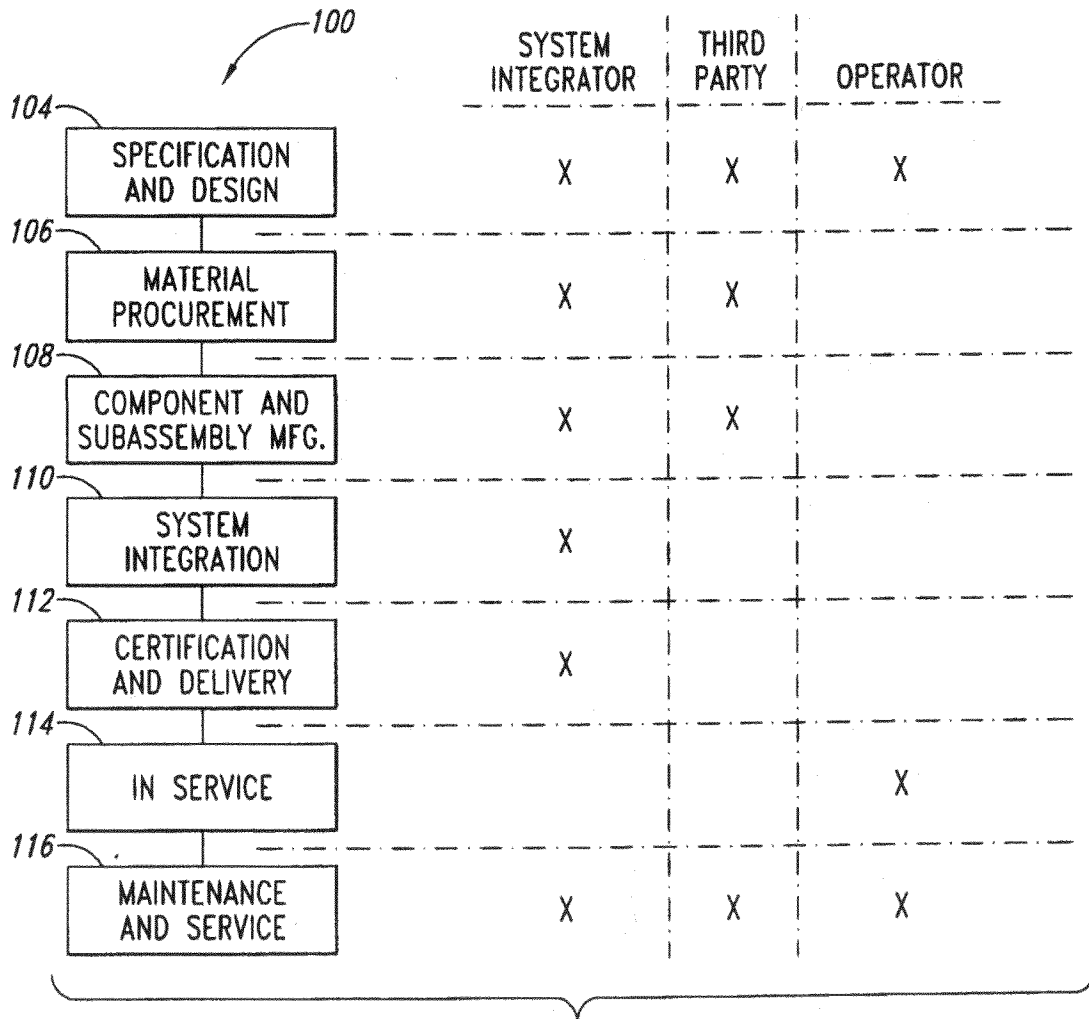 100
SYSTEM
INTEGRATOR
THIRD
PARTY
OPERATOR
104
SPECIFICATION
AND DESIGN
X X X
106
MATERIAL
PROCUREMENT
X X
108
COMPONENT AND
SUBASSEMBLY MFG.
X X
110
SYSTEM
INTEGRATION
X
112
CERTIFICATION
AND DELIVERY
X
114
IN SERVICE
X
116
MAINTENANCE
AND SERVICE
X X X